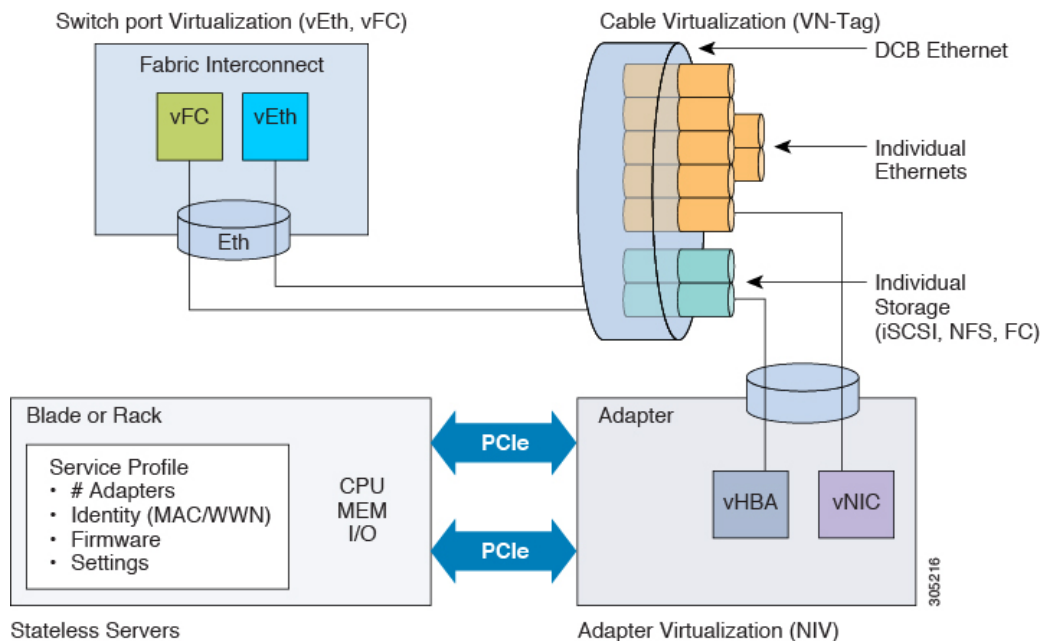 Switch port Virtualization (vEth, vFC)
Cable Virtualization (VN-Tag)
Fabric Interconnect
vFC
vEth
Eth
DCB Ethernet
Individual
Ethernets
Individual
Storage
(iSCSI, NFS, FC)
Blade or Rack
Service Profile
• # Adapters
• Identity (MAC/WWN)
• Firmware
• Settings
CPU
MEM
I/O
PCIe
PCIe
Adapter
vHBA
vNIC
305216
Stateless Servers
Adapter Virtualization (NIV)